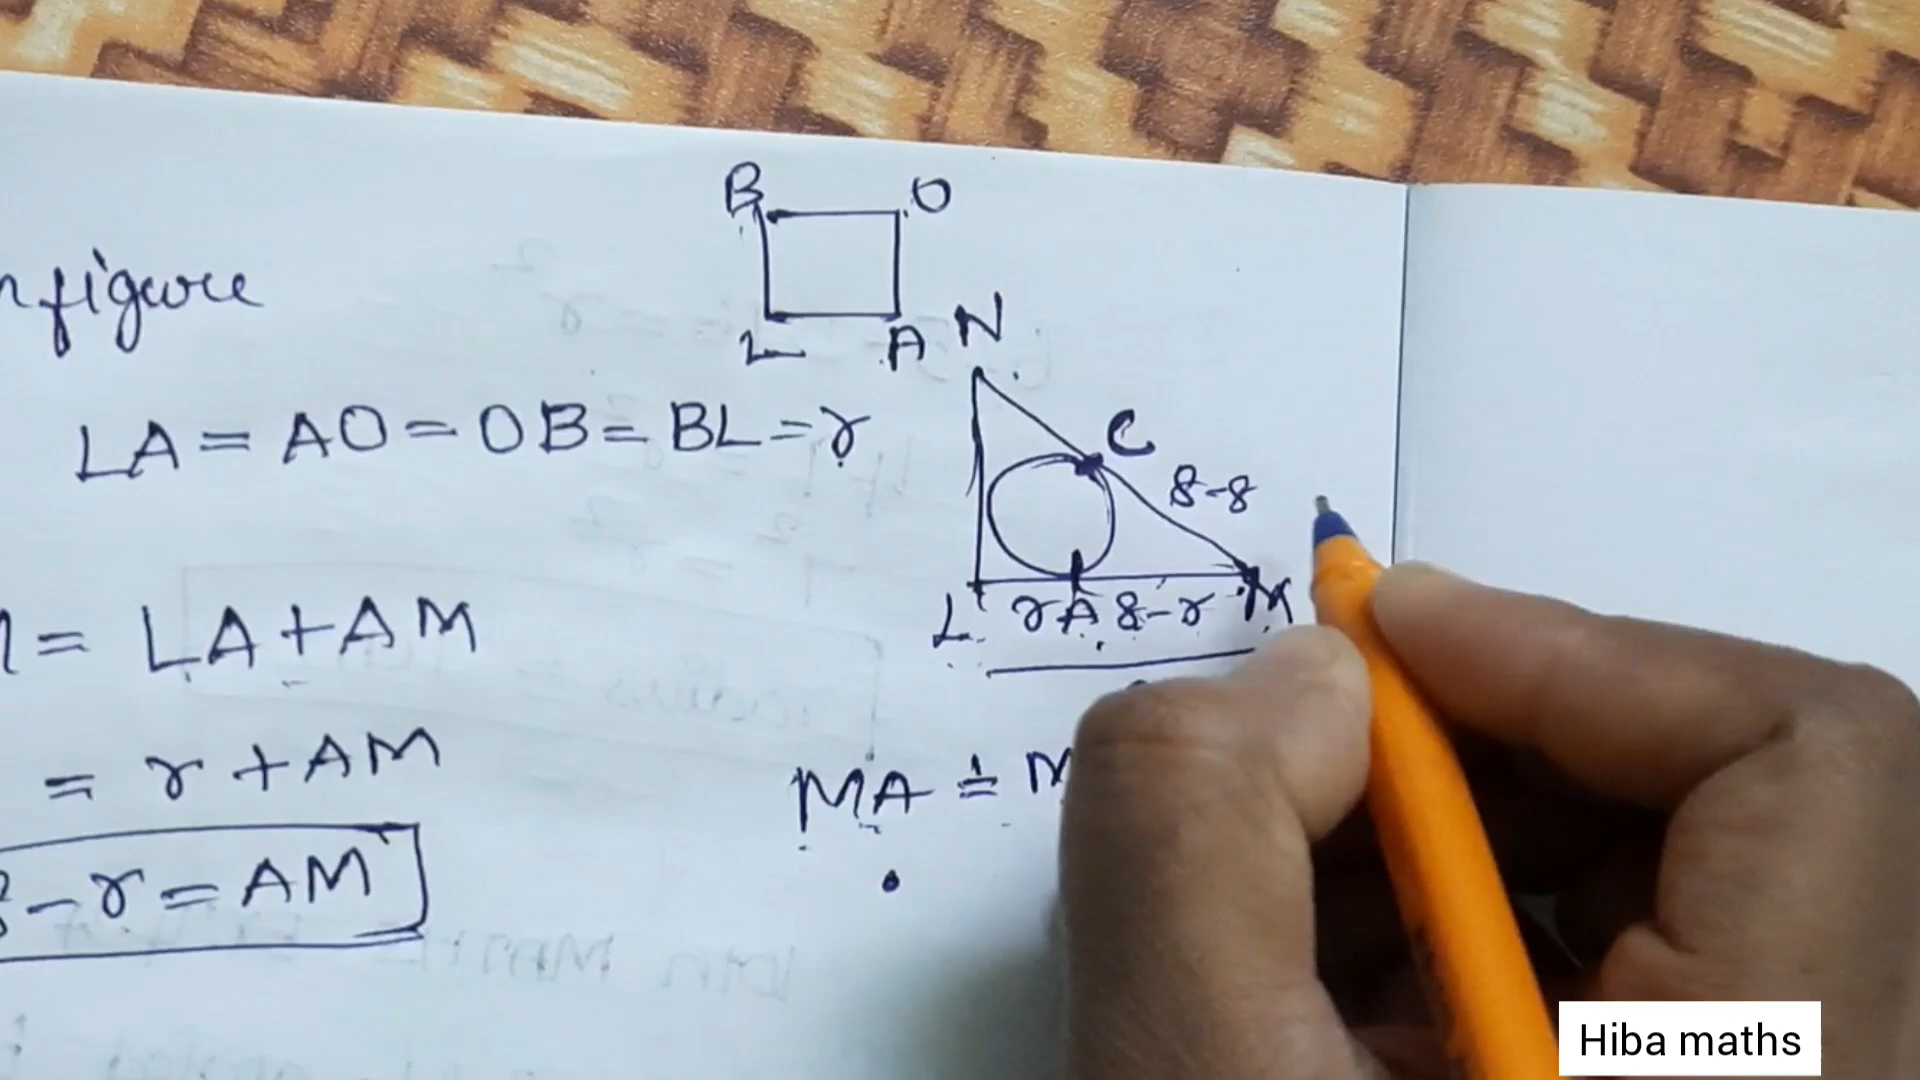 B O
figure
L A N
LA = AO = OB = BL = r
C
8-8
= LA + AM
L r A 8-r M
= r + AM
MA =
-r = AM
Hiba maths